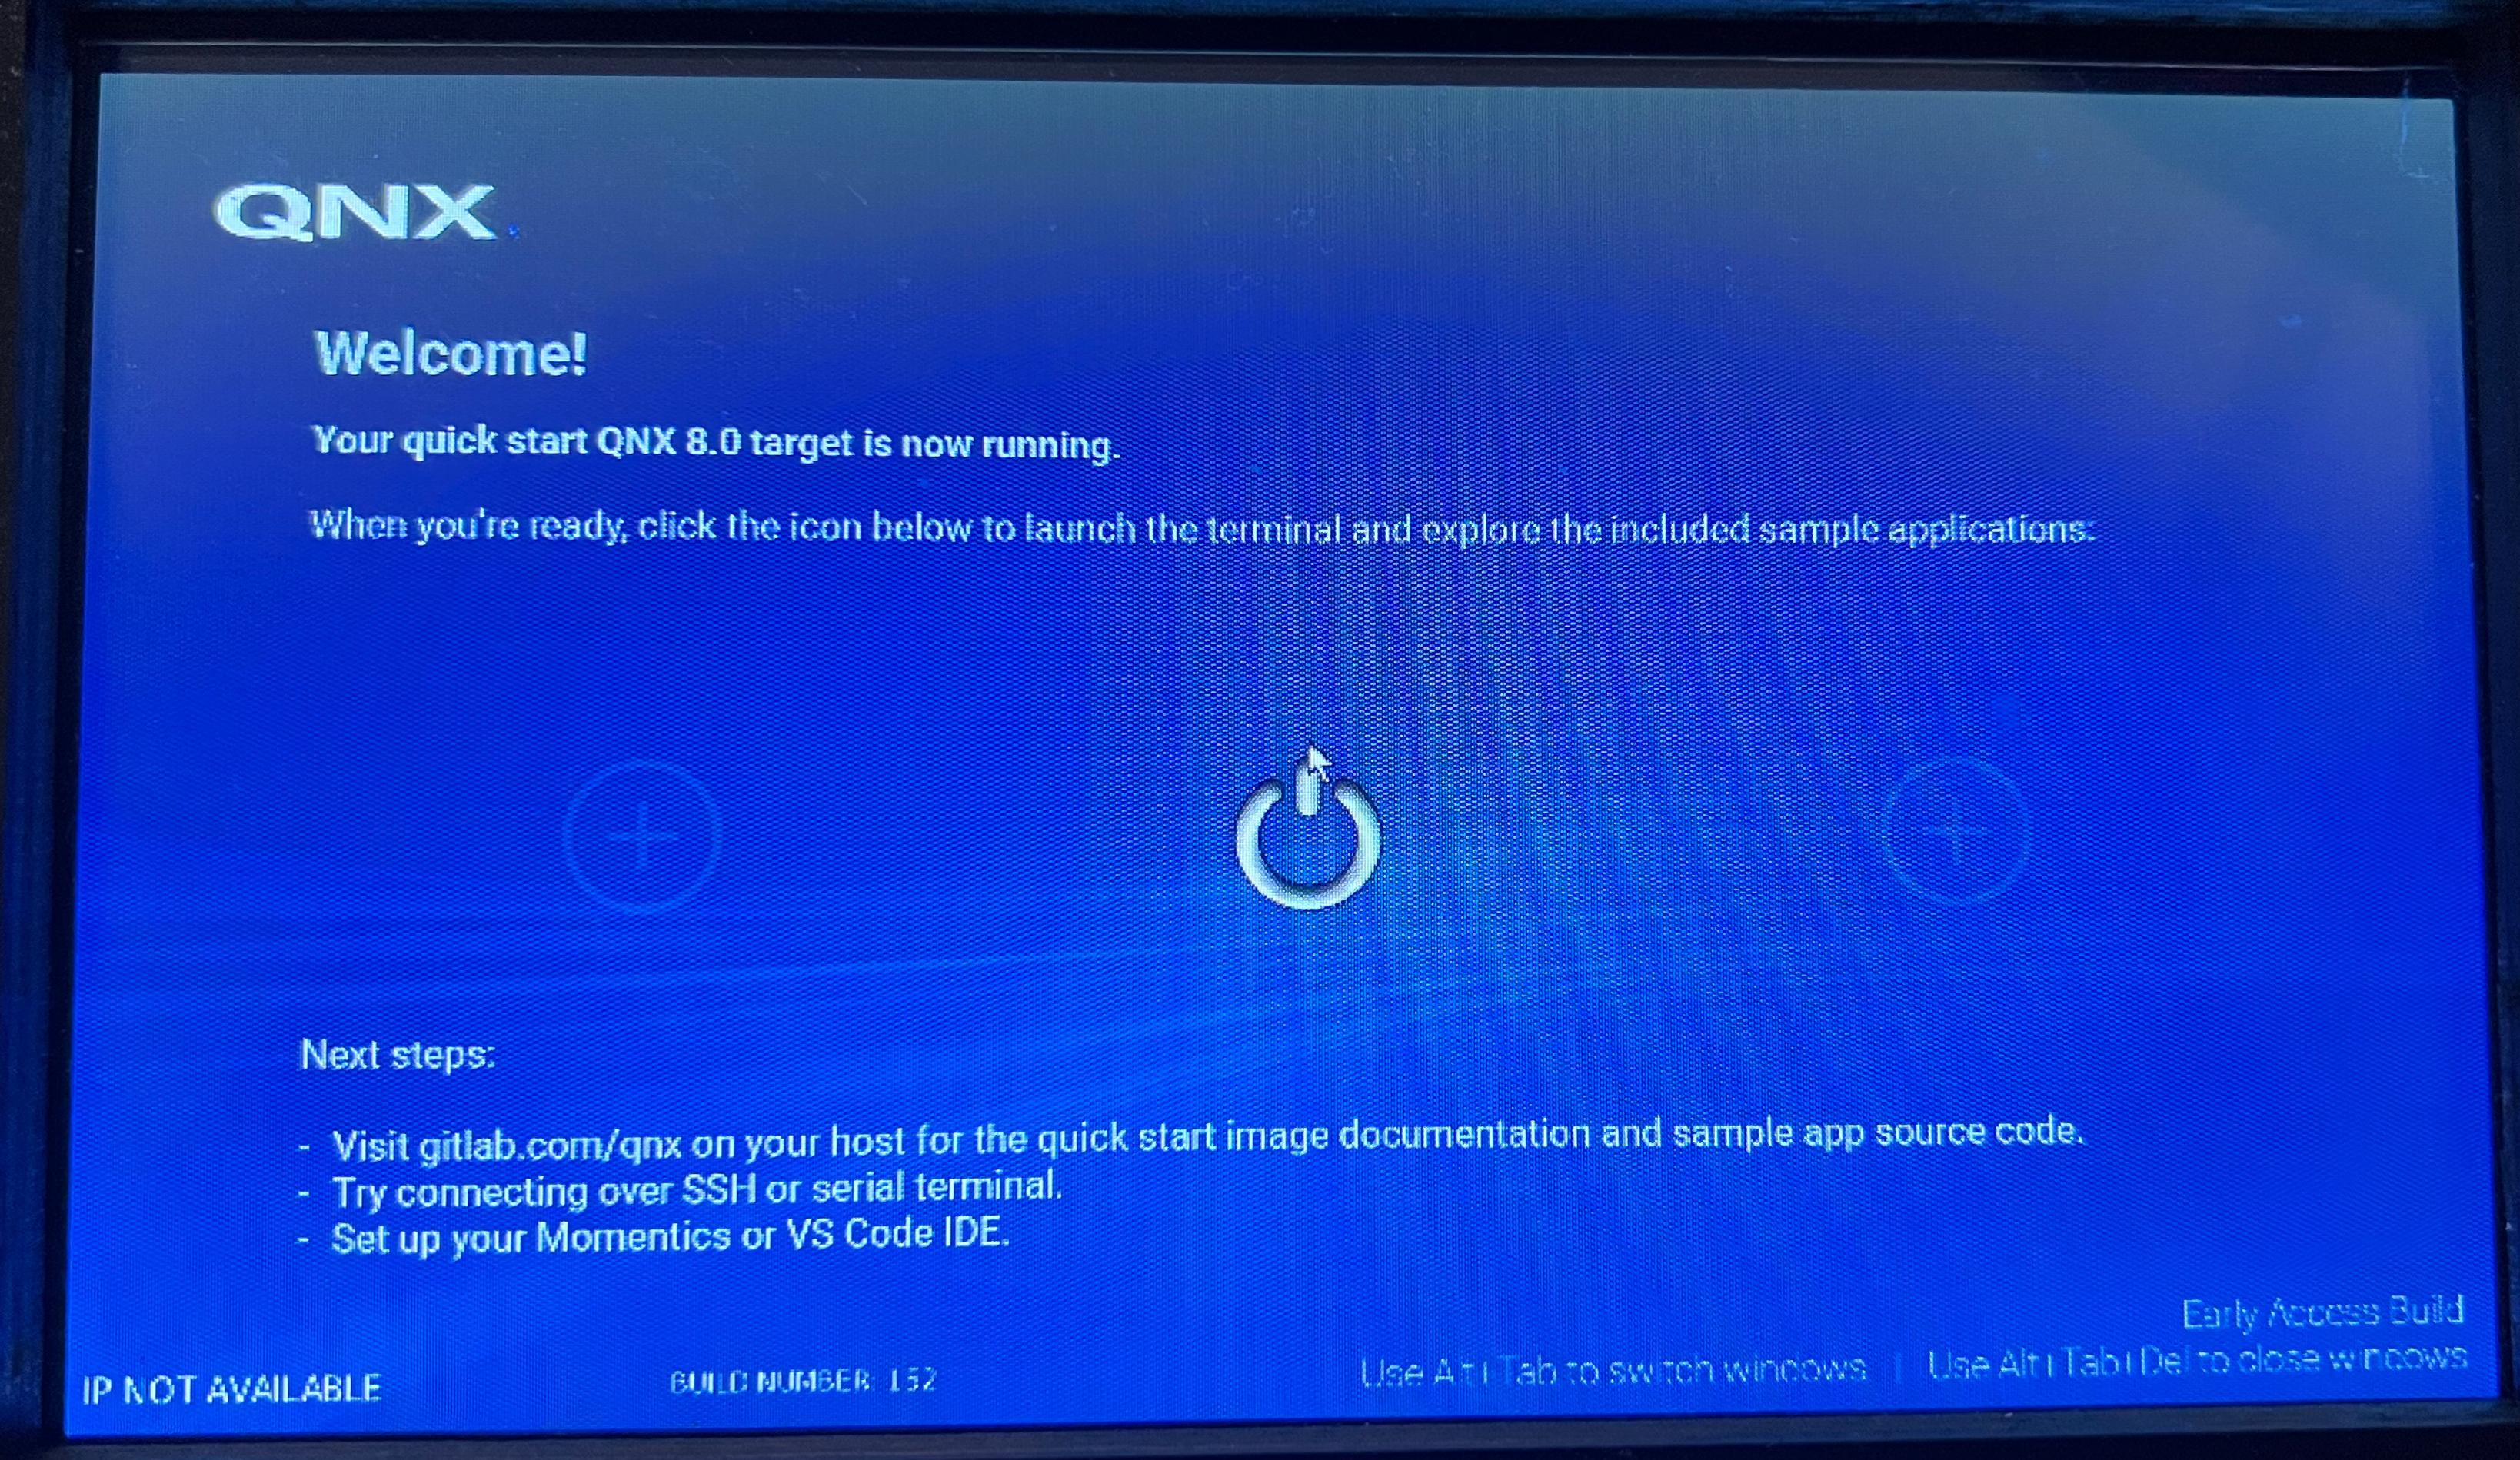 QNX
Welcome!
Your quick start QNX 8.0 target is now running.
When you're ready, click the icon below to launch the terminal and explore the included sample applications:
Next steps:
- Visit gitlab.com/qnx on your host for the quick start image documentation and sample app source code.
- Try connecting over SSH or serial terminal.
- Set up your Momentics or VS Code IDE.
Early Access Build
IP NOT AVAILABLE
BUILD NUMBER: 152
Use Alt+Tab to switch windows | Use Alt+Tab+Del to close windows